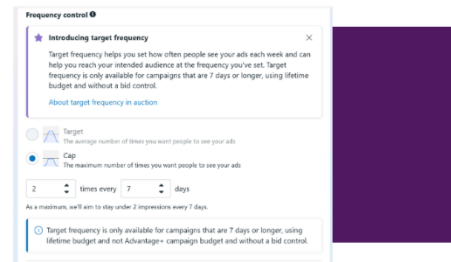 Frequency control
Introducing target frequency
Target frequency helps you set how often people see your ads each week and can
help you reach your intended audience at the frequency you've set. Target
frequency is only available for campaigns that are 7 days or longer, using lifetime
budget and without a bid control.
About target frequency in auction
Target
The average number of times you want people to see your ads
Cap
The maximum number of times you want people to see your ads
2 times every 7 days
As a maximum, we'll aim to stay under 2 impressions every 7 days.
Target frequency is only available for campaigns that are 7 days or longer, using
lifetime budget and not Advantage+ campaign budget and without a bid control.